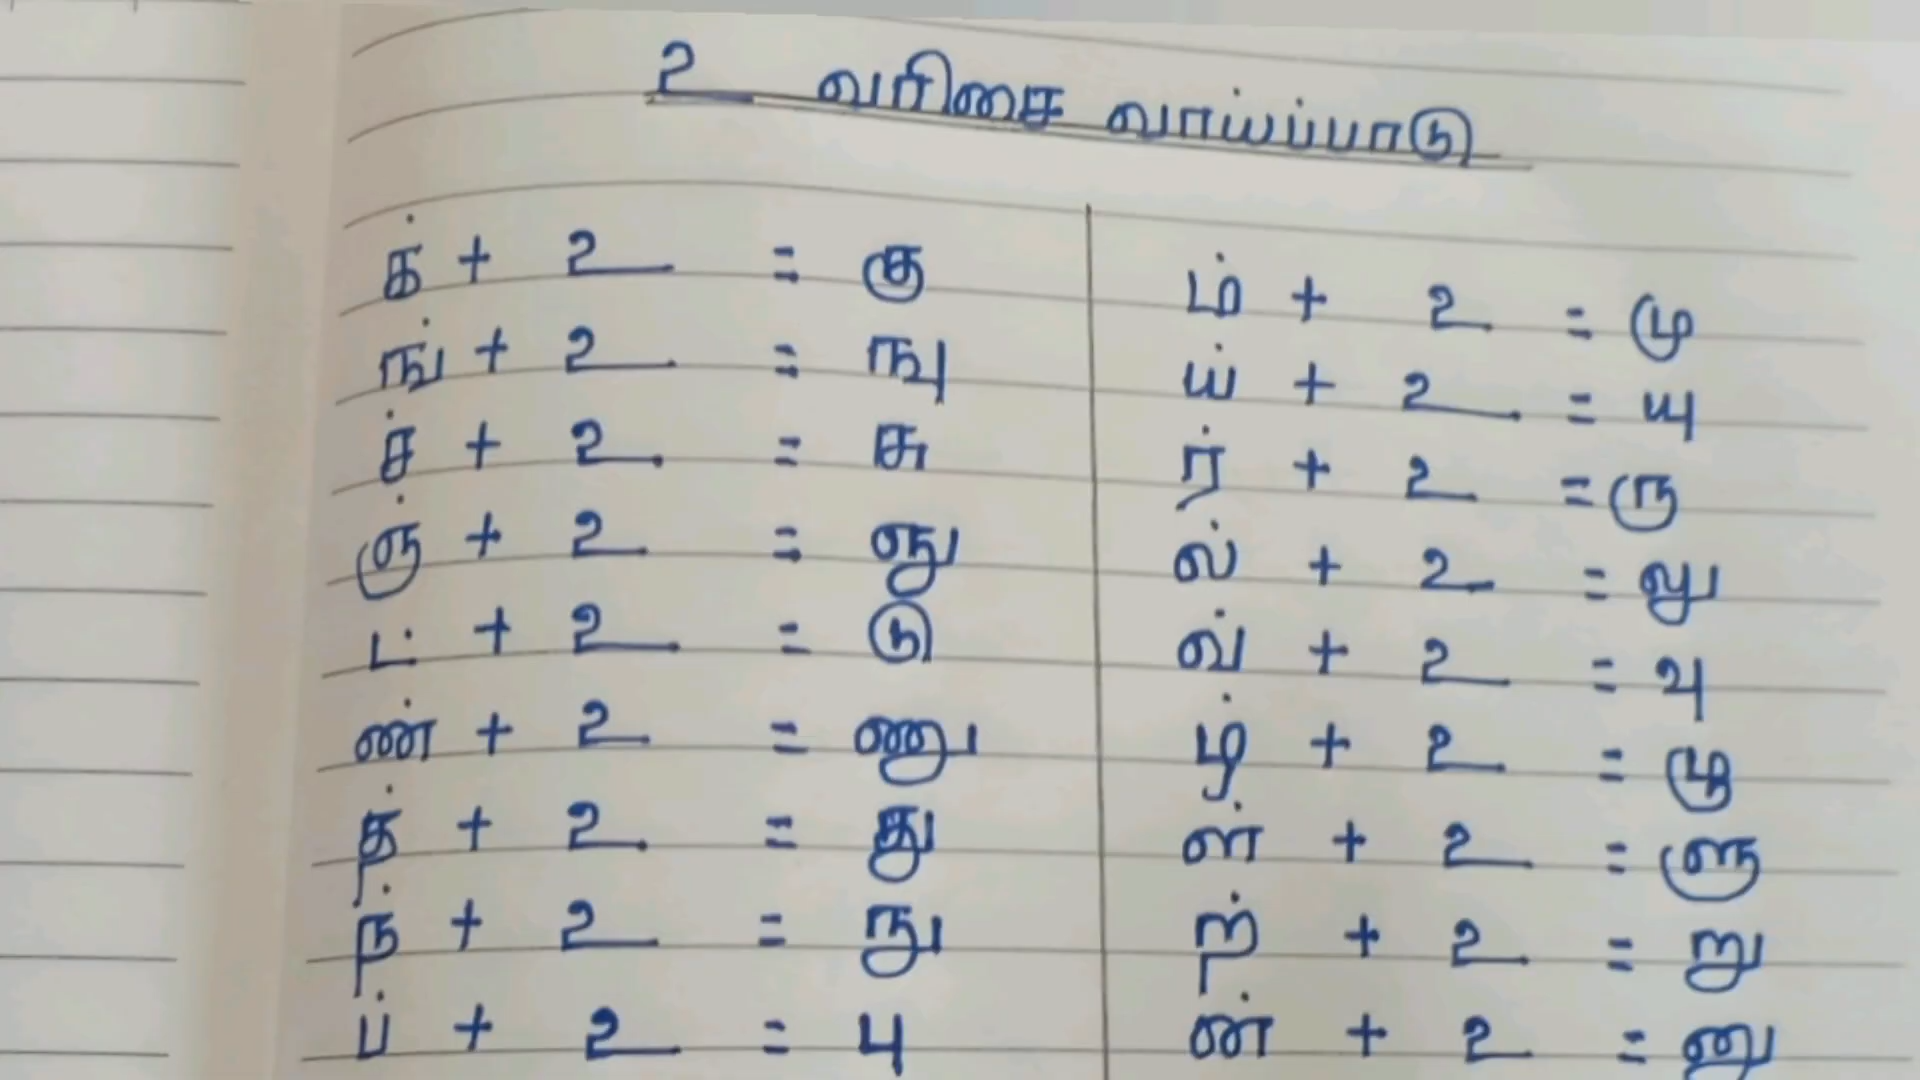 உ வரிசை வாய்ப்பாடு
க் + உ = கு
ங் + உ = ஙு
ச் + உ = சு
ஞ் + உ = ஞு
ட் + உ = டு
ண் + உ = ணு
த் + உ = து
ந் + உ = நு
ப் + உ = பு
ம் + உ = மு
ய் + உ = யு
ர் + உ = ரு
ல் + உ = லு
வ் + உ = வு
ழ் + உ = ழு
ள் + உ = ளு
ற் + உ = று
ன் + உ = னு